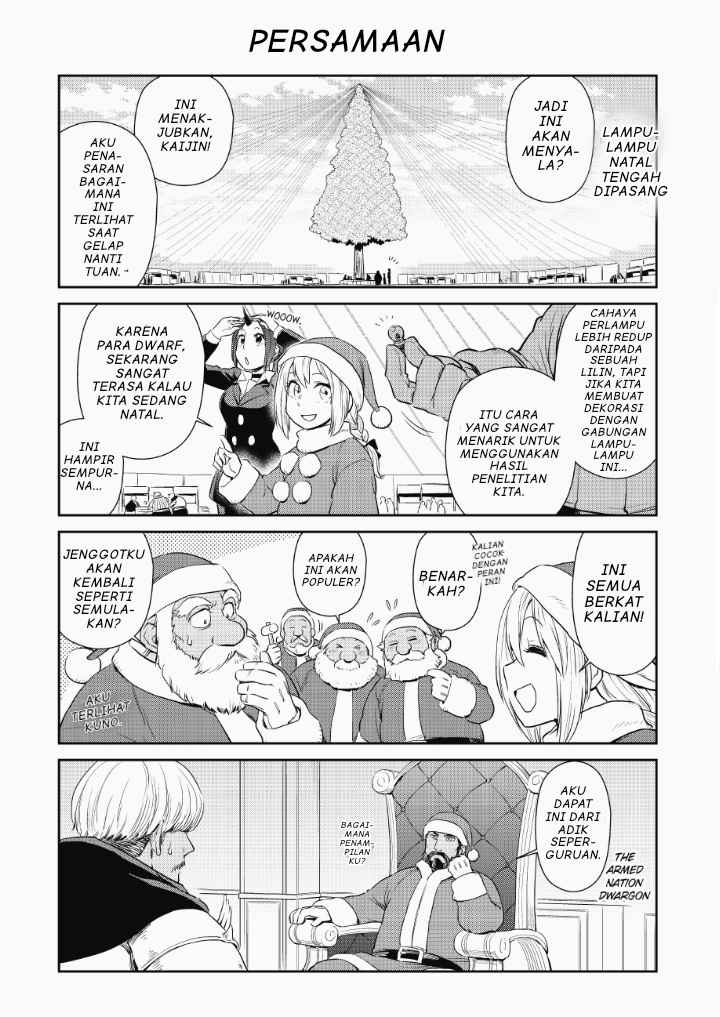 PERSAMAAN
LAMPU-
LAMPU
NATAL
TENGAH
DIPASANG
JADI
INI
AKAN
MENYA-
LA?
INI
MENAK-
JUBKAN,
KAIJIN!
AKU
PENA-
SARAN
BAGAI-
MANA
INI
TERLIHAT
SAAT
GELAP
NANTI
TUAN.~
CAHAYA
PERLAMPU
LEBIH REDUP
DARIPADA
SEBUAH
LILIN, TAPI
JIKA KITA
MEMBUAT
DEKORASI
DENGAN
GABUNGAN
LAMPU-
LAMPU
INI...
ITU CARA
YANG SANGAT
MENARIK UNTUK
MENGGUNAKAN
HASIL
PENELITIAN
KITA.
WOOOW.
KARENA
PARA DWARF,
SEKARANG
SANGAT
TERASA KALAU
KITA SEDANG
NATAL.
INI
HAMPIR
SEMPUR-
NA...
INI
SEMUA
BERKAT
KALIAN!
KALIAN
COCOK
DENGAN
PERAN
INI!
BENAR-
KAH?
APAKAH
INI AKAN
POPULER?
JENGGOTKU
AKAN
KEMBALI
SEPERTI
SEMULA-
KAN?
AKU
TERLIHAT
KUNO.
AKU
DAPAT
INI DARI
ADIK
SEPER-
GURUAN.
THE
ARMED
NATION
DWARGON
BAGAI-
MANA
PENAM-
PILAN
KU?